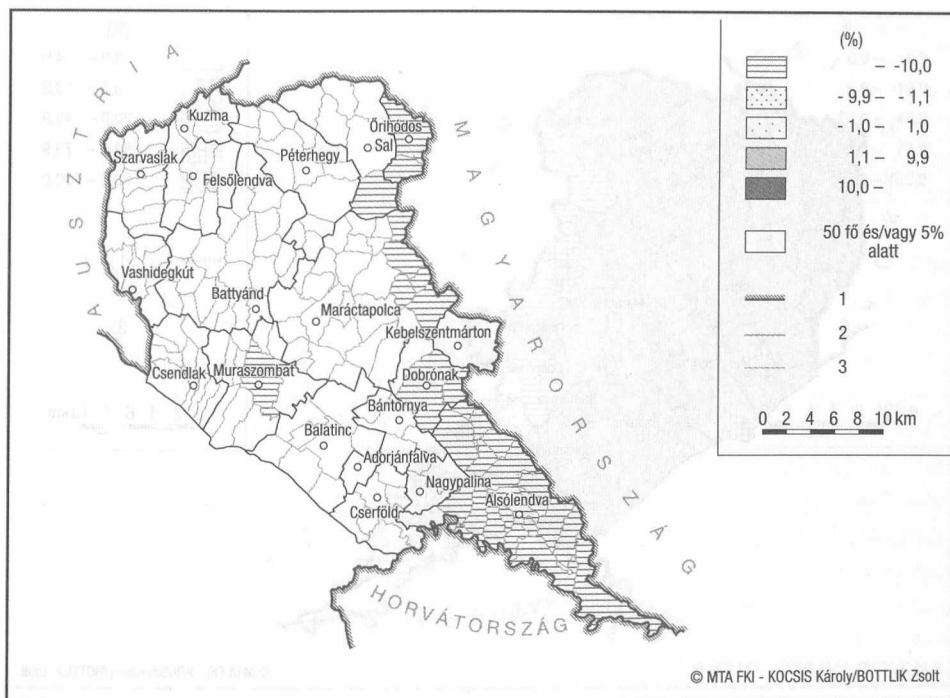 AUSZTRIA
MAGYARORSZÁG
HORVÁTORSZÁG
Kuzma
Szarvaslak
Felsőlendva
Péterhegy
Sal
Őrihodos
Vashidegkút
Battyánd
Maráctapolca
Kebelszentmárton
Csendlak
Muraszombat
Dobrónak
Bántornya
Balatinc
Adorjánfalva
Nagypalina
Cserföld
Alsólendva
(%)
– -10,0
- 9,9 – - 1,1
- 1,0 – 1,0
1,1 – 9,9
10,0 –
50 fő és/vagy 5%
alatt
1
2
3
0 2 4 6 8 10 km
© MTA FKI - KOCSIS Károly/BOTTLIK Zsolt